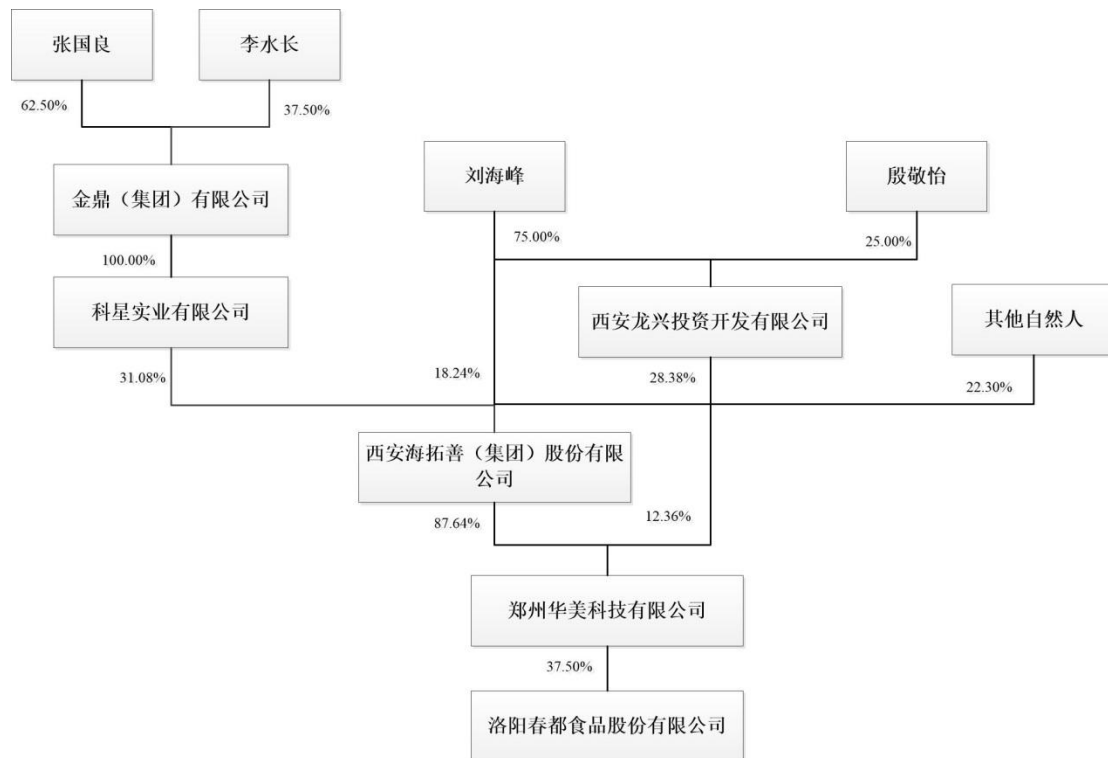 张国良
李水长
62.50%
37.50%
金鼎（集团）有限公司
刘海峰
殷敬怡
100.00%
75.00%
25.00%
科星实业有限公司
西安龙兴投资开发有限公司
其他自然人
31.08%
18.24%
28.38%
22.30%
西安海拓善（集团）股份有限
公司
87.64%
12.36%
郑州华美科技有限公司
37.50%
洛阳春都食品股份有限公司